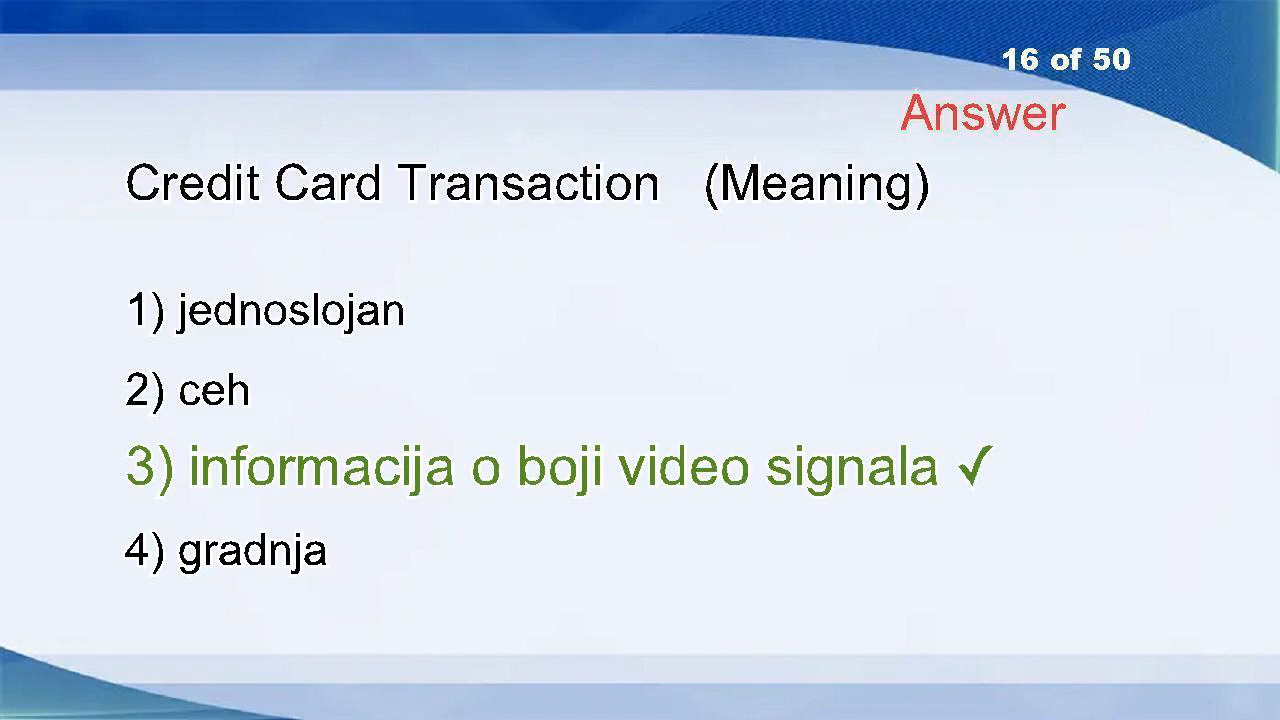 16 of 50
Answer
Credit Card Transaction (Meaning)
1) jednoslojan
2) ceh
3) informacija o boji video signala ✓
4) gradnja